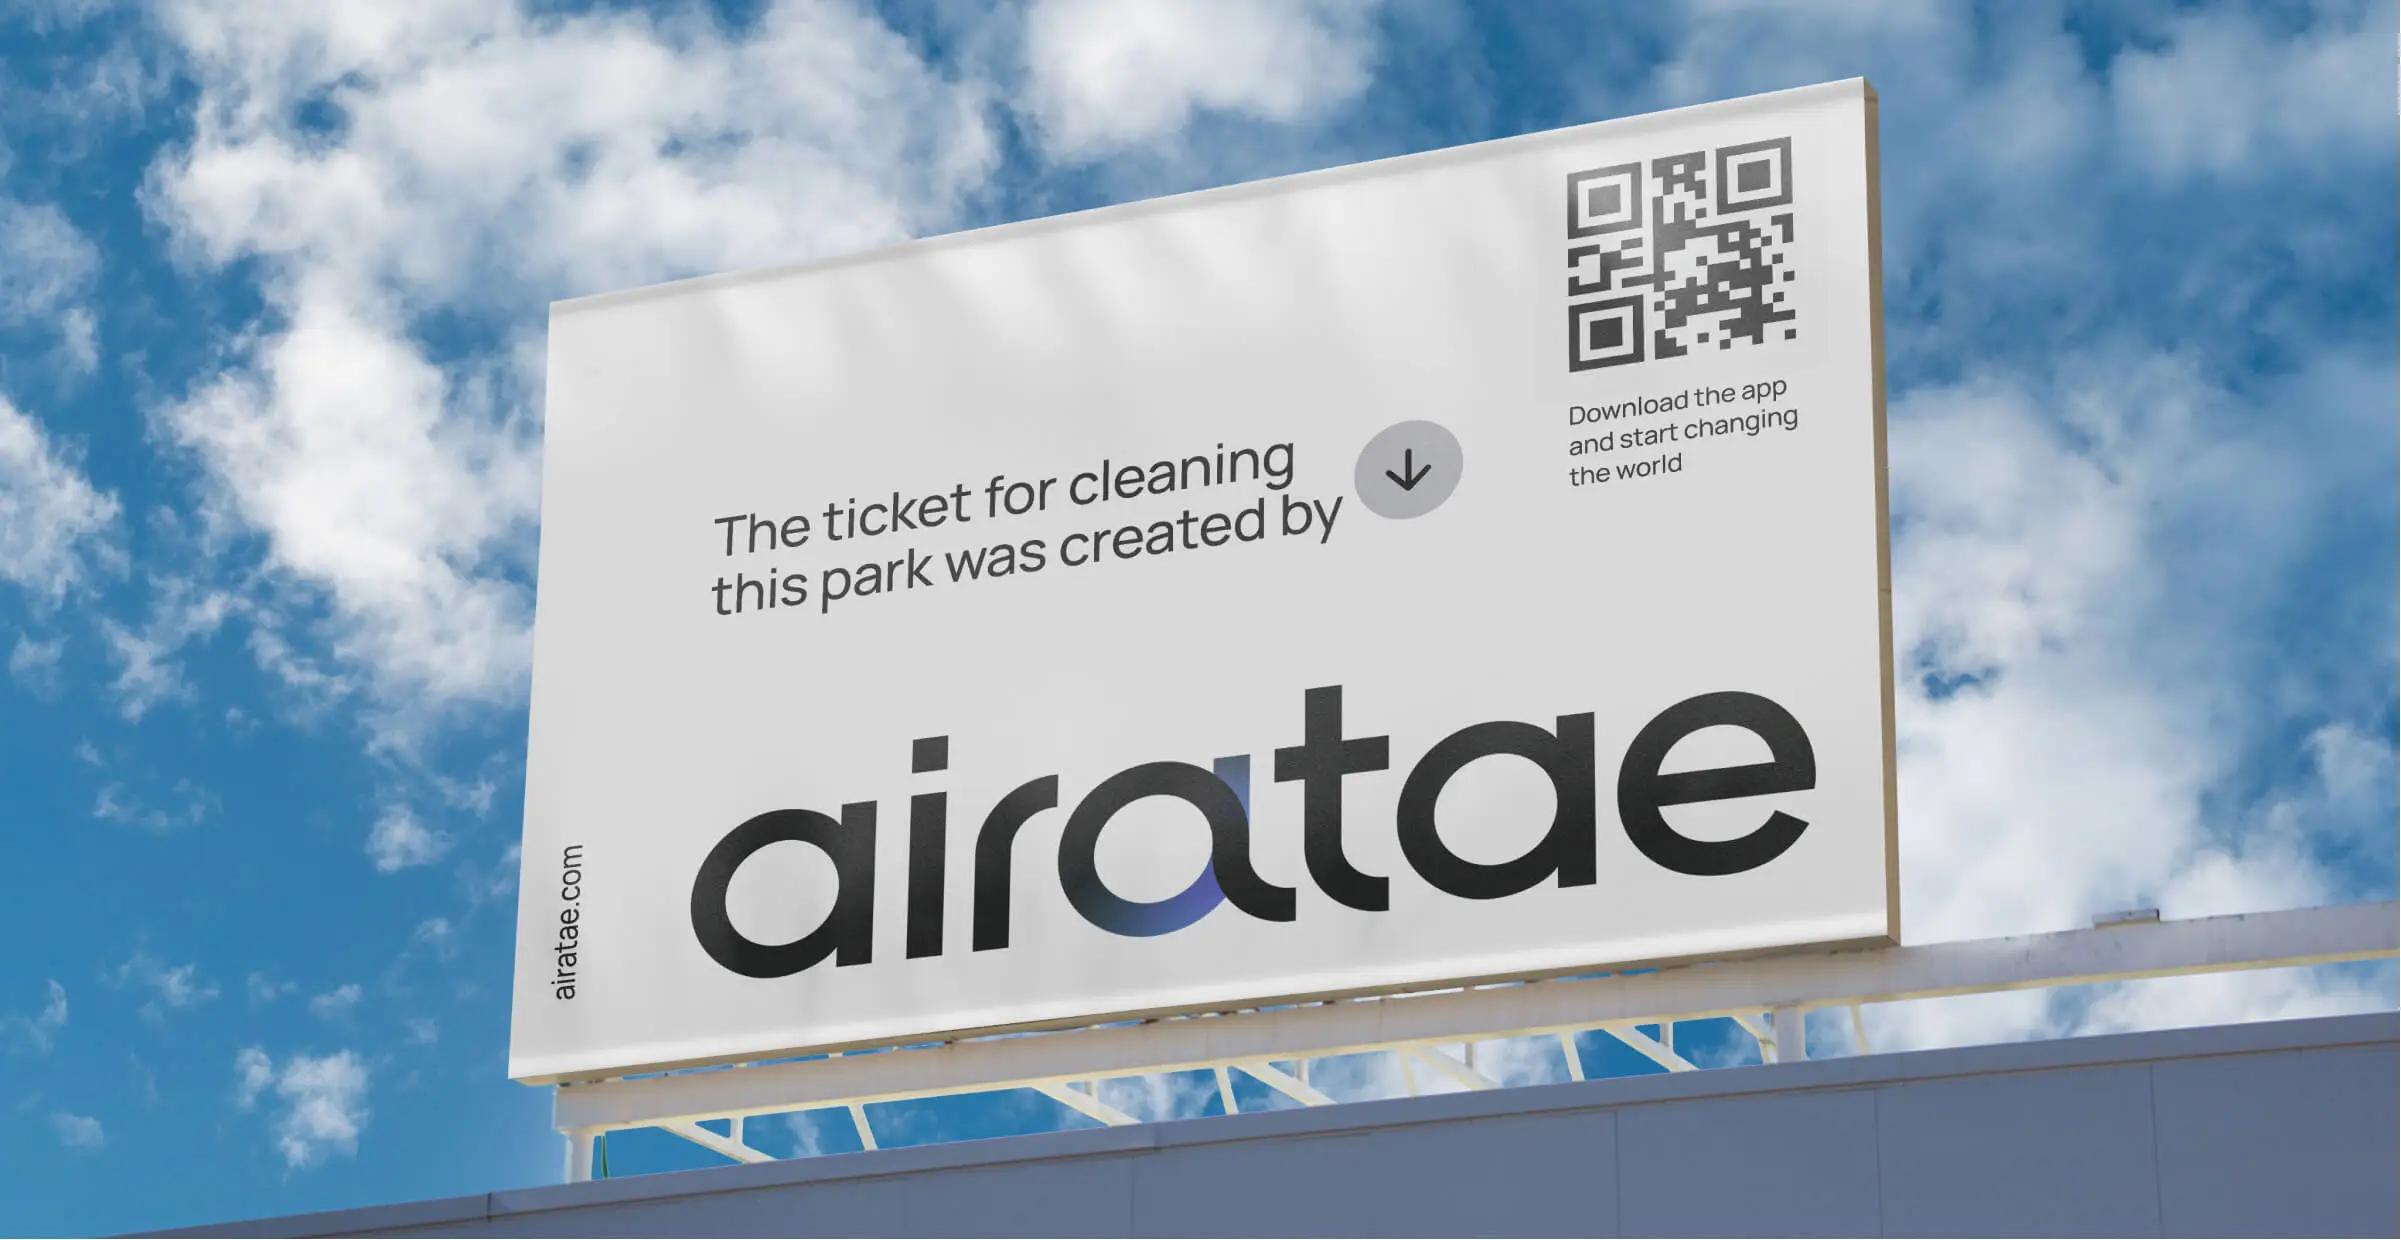 Download the app
and start changing
the world
The ticket for cleaning
this park was created by
airatae
airatae.com